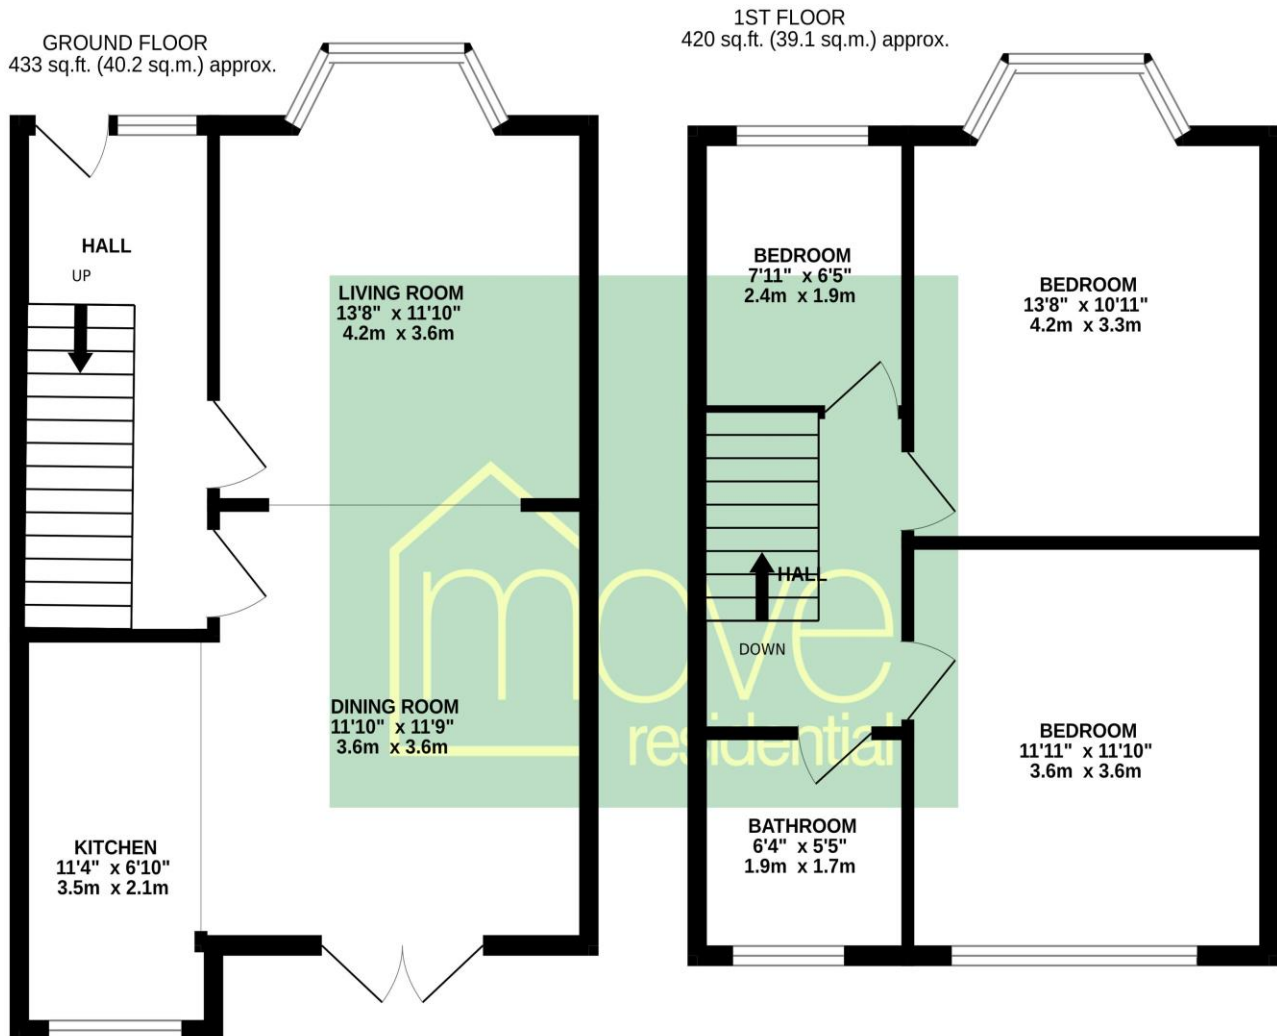 GROUND FLOOR
433 sq.ft. (40.2 sq.m.) approx.
HALL
UP
LIVING ROOM
13'8" x 11'10"
4.2m x 3.6m
DINING ROOM
11'10" x 11'9"
3.6m x 3.6m
KITCHEN
11'4" x 6'10"
3.5m x 2.1m
1ST FLOOR
420 sq.ft. (39.1 sq.m.) approx.
BEDROOM
7'11" x 6'5"
2.4m x 1.9m
BEDROOM
13'8" x 10'11"
4.2m x 3.3m
HALL
DOWN
BEDROOM
11'11" x 11'10"
3.6m x 3.6m
BATHROOM
6'4" x 5'5"
1.9m x 1.7m
move
residential